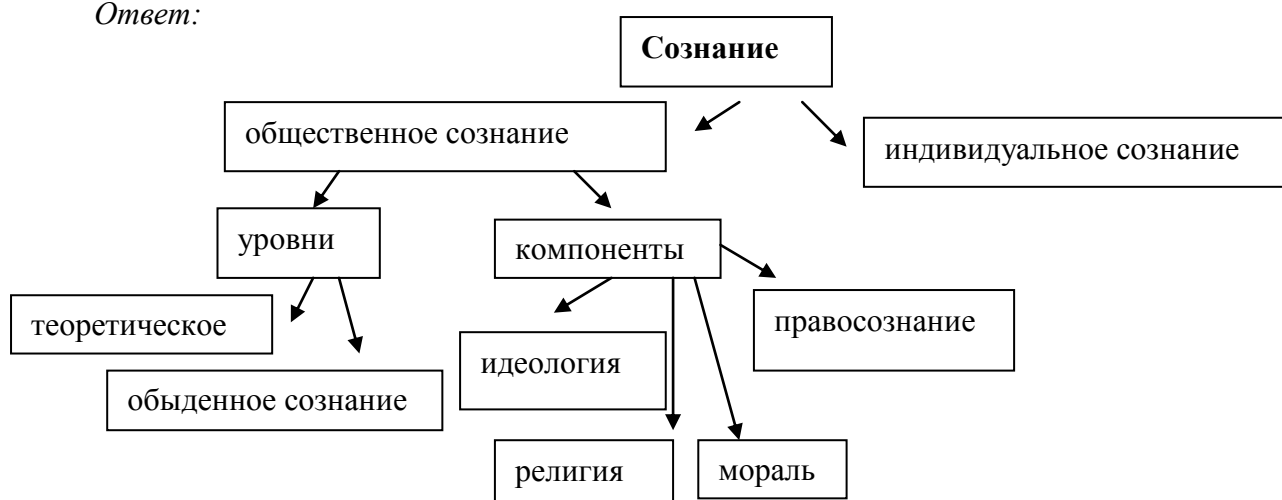 Ответ:
Сознание
общественное сознание
индивидуальное сознание
уровни
компоненты
теоретическое
правосознание
идеология
обыденное сознание
религия
мораль